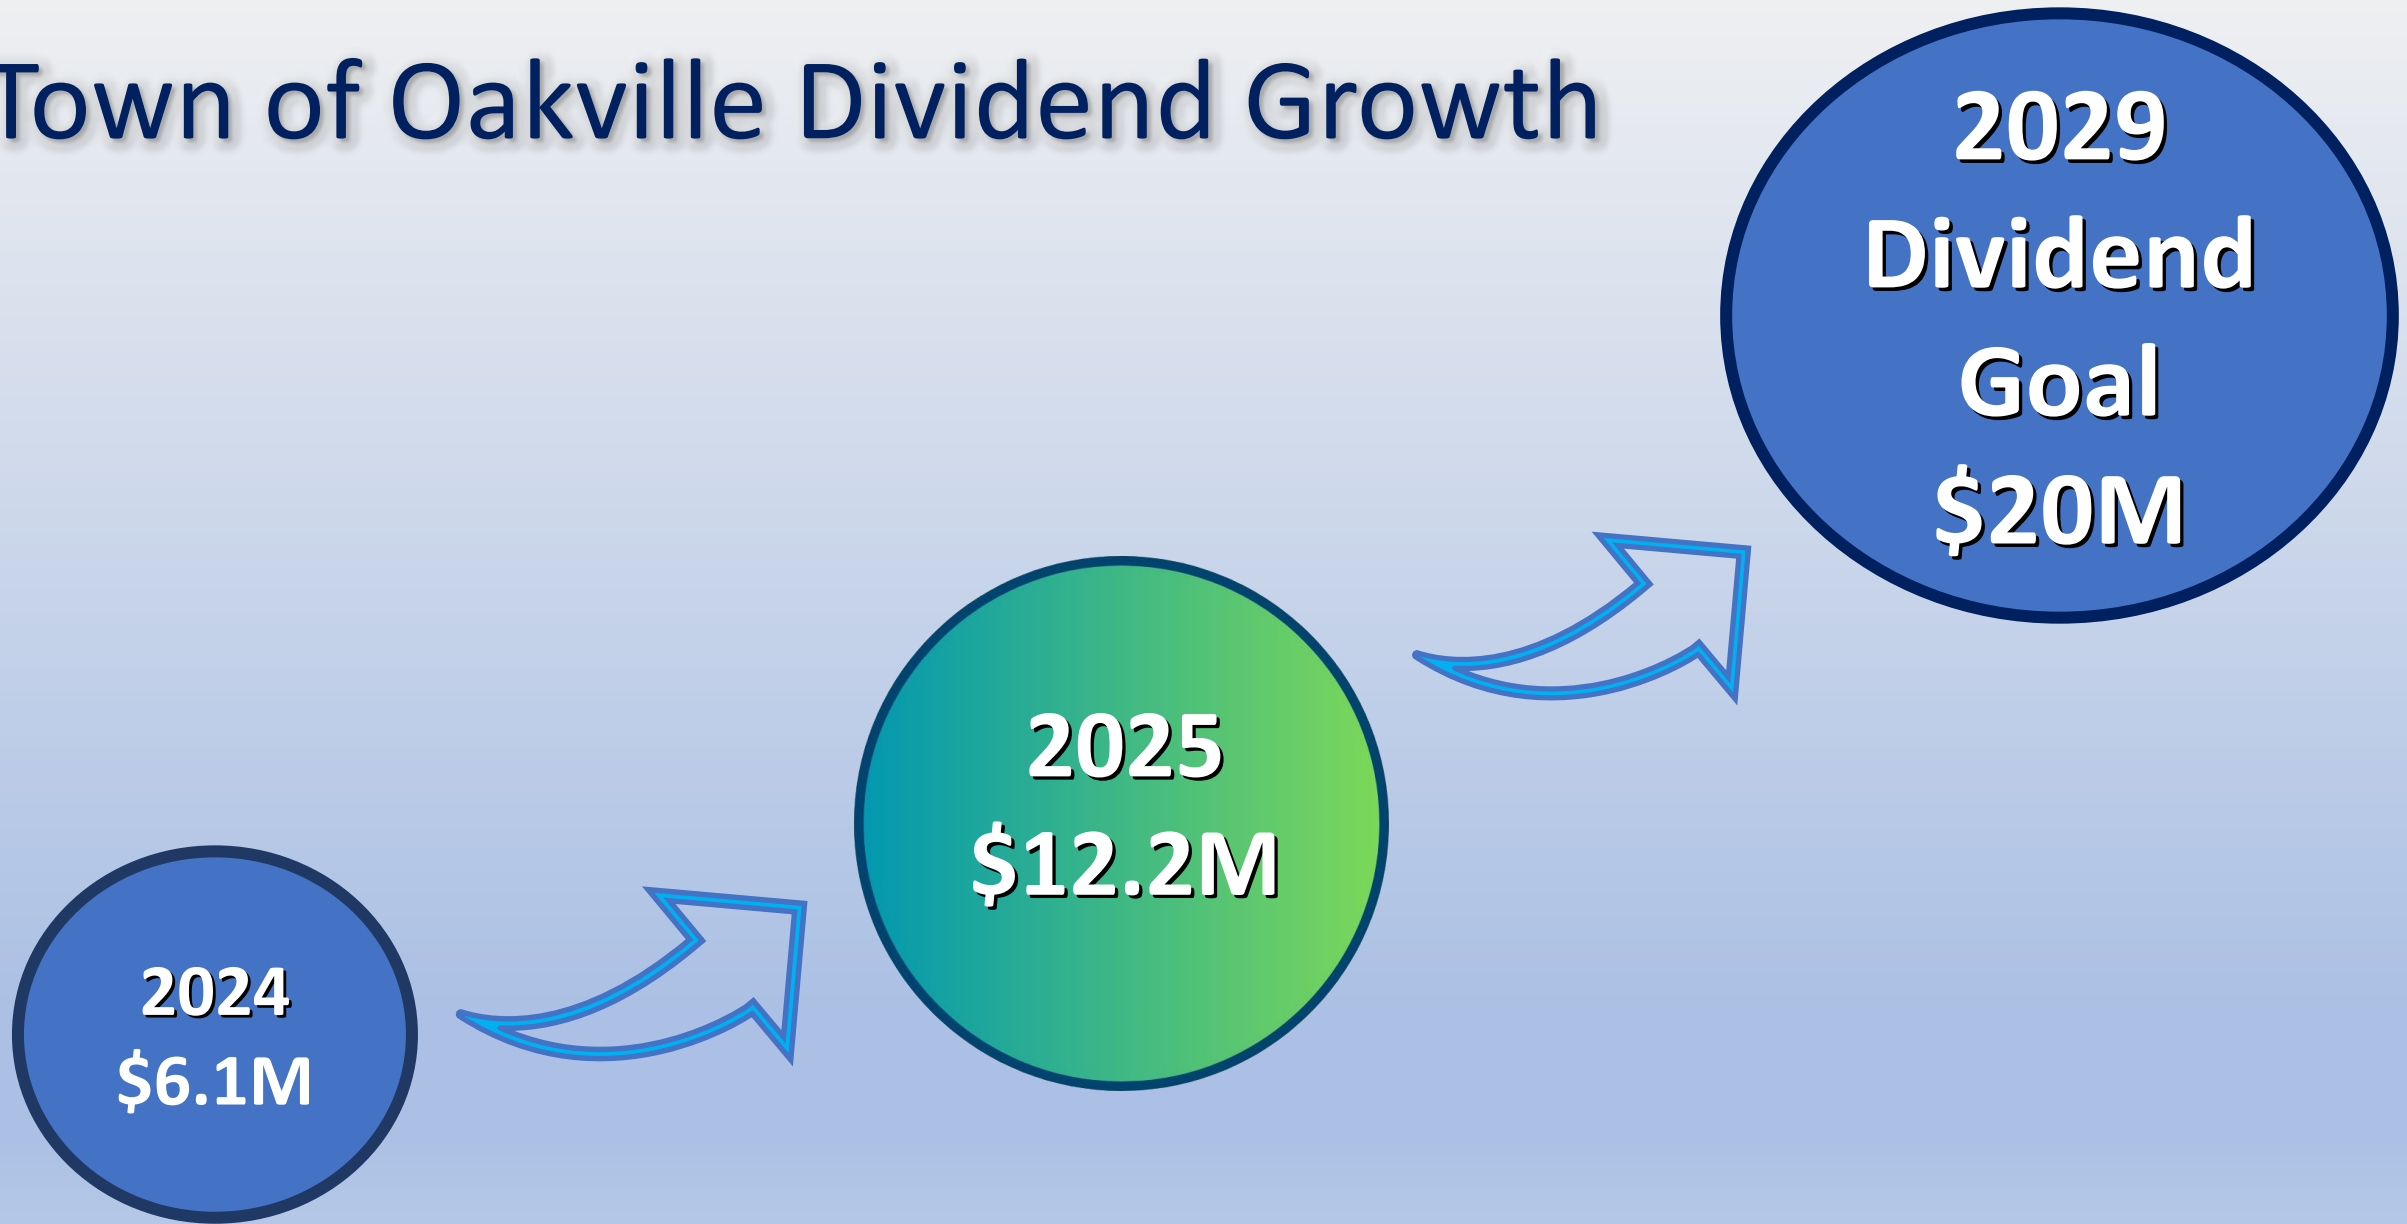 Town of Oakville Dividend Growth
2029
Dividend
Goal
$20M
2025
$12.2M
2024
$6.1M